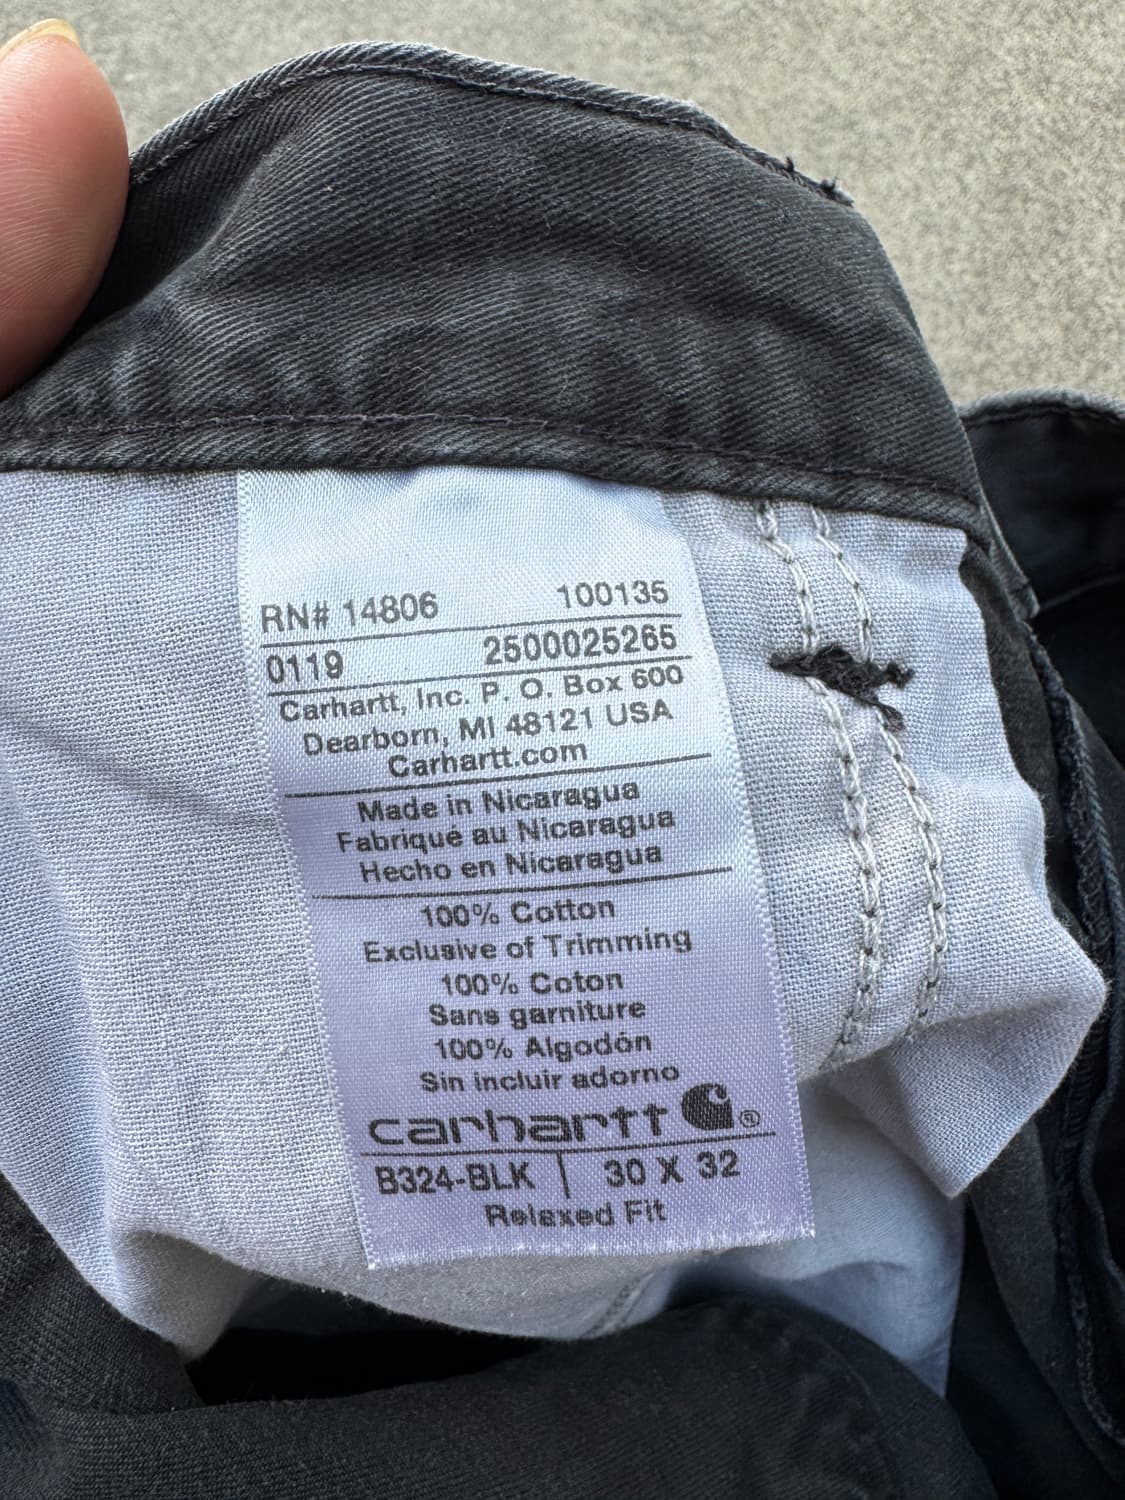 RN# 14806 100135
0119 2500025265
Carhartt, Inc. P. O. Box 600
Dearborn, MI 48121 USA
Carhartt.com
Made in Nicaragua
Fabriqué au Nicaragua
Hecho en Nicaragua
100% Cotton
Exclusive of Trimming
100% Coton
Sans garniture
100% Algodón
Sin incluir adorno
carhartt ®
B324-BLK | 30 X 32
Relaxed Fit